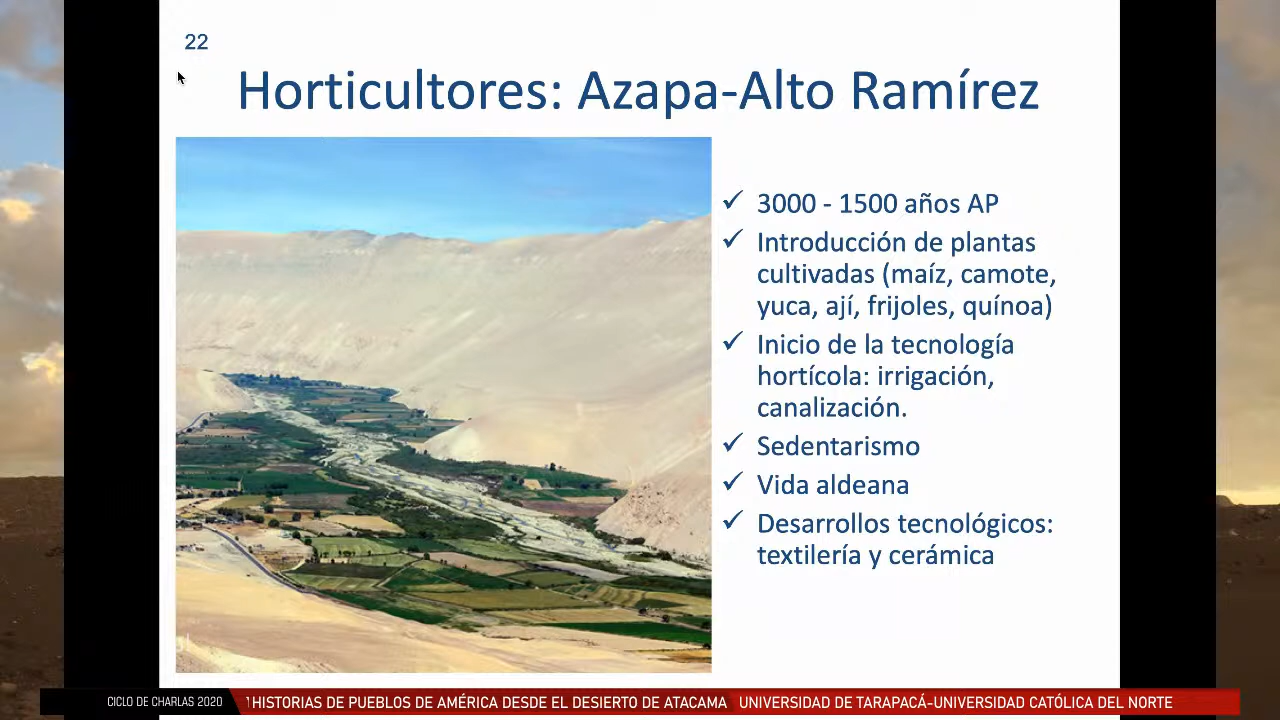 22
Horticultores: Azapa-Alto Ramírez
✓ 3000 - 1500 años AP
✓ Introducción de plantas
cultivadas (maíz, camote,
yuca, ají, frijoles, quínoa)
✓ Inicio de la tecnología
hortícola: irrigación,
canalización.
✓ Sedentarismo
✓ Vida aldeana
✓ Desarrollos tecnológicos:
textilería y cerámica
CICLO DE CHARLAS 2020 HISTORIAS DE PUEBLOS DE AMÉRICA DESDE EL DESIERTO DE ATACAMA UNIVERSIDAD DE TARAPACÁ-UNIVERSIDAD CATÓLICA DEL NORTE